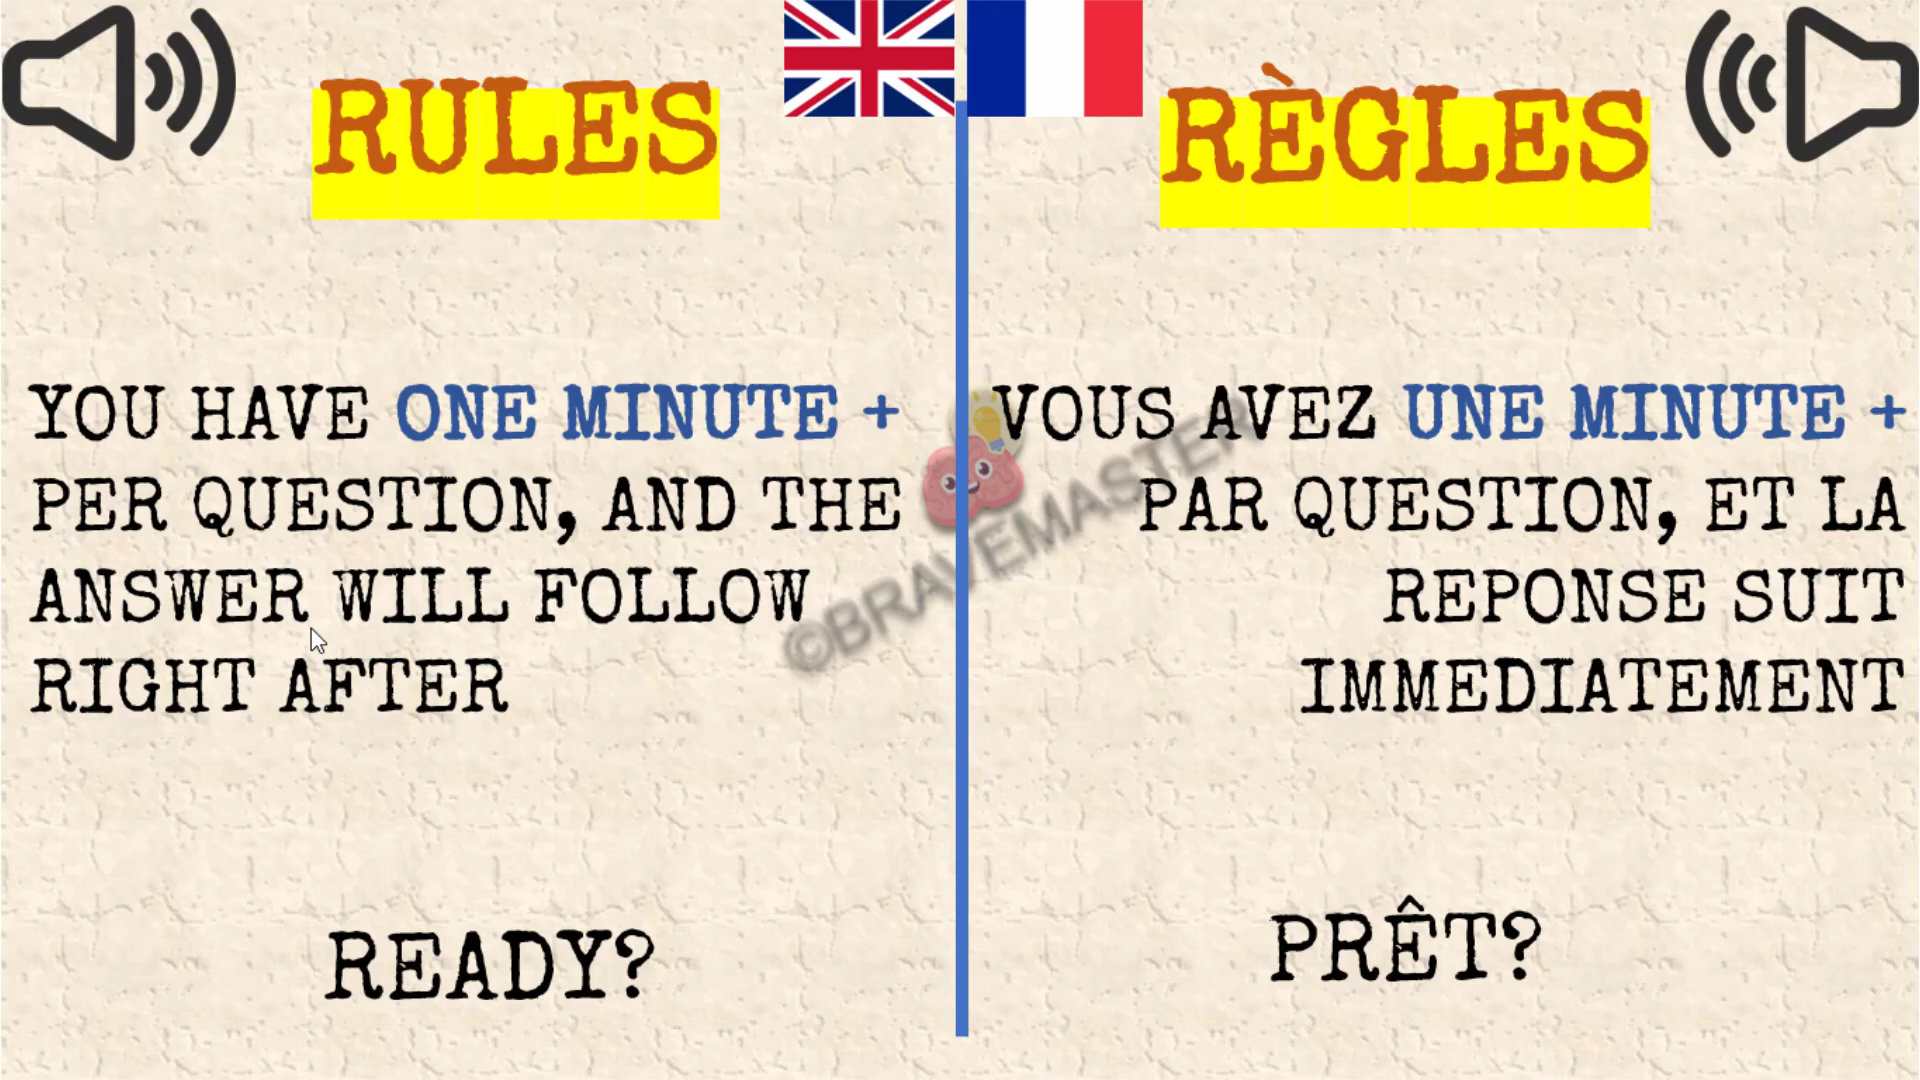 RULES
YOU HAVE ONE MINUTE +
PER QUESTION, AND THE
ANSWER WILL FOLLOW
RIGHT AFTER
READY?
RÈGLES
VOUS AVEZ UNE MINUTE +
PAR QUESTION, ET LA
REPONSE SUIT
IMMEDIATEMENT
PRÊT?
©BRAVEMASTER